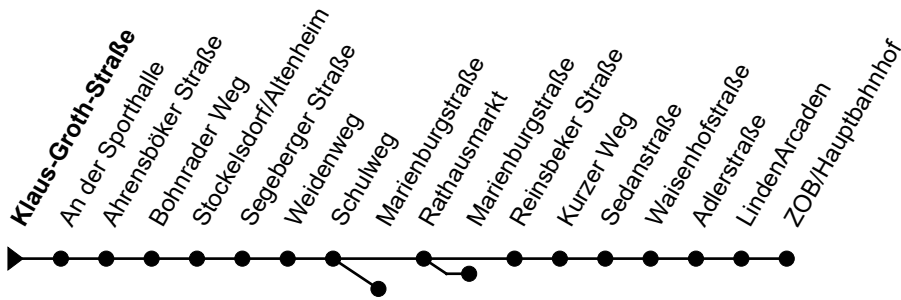 Klaus-Groth-Straße
An der Sporthalle
Ahrensböker Straße
Bohnrader Weg
Stockelsdorf/Altenheim
Segeberger Straße
Weidenweg
Schulweg
Marienburgstraße
Rathausmarkt
Marienburgstraße
Reinsbeker Straße
Kurzer Weg
Sedanstraße
Waisenhofstraße
Adlerstraße
LindenArcaden
ZOB/Hauptbahnhof